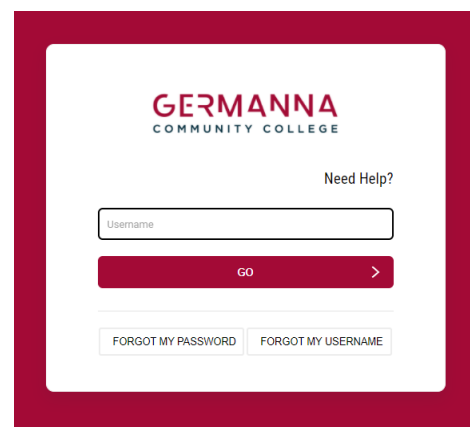 GERMANNA
COMMUNITY COLLEGE
Need Help?
Username
GO
FORGOT MY PASSWORD FORGOT MY USERNAME